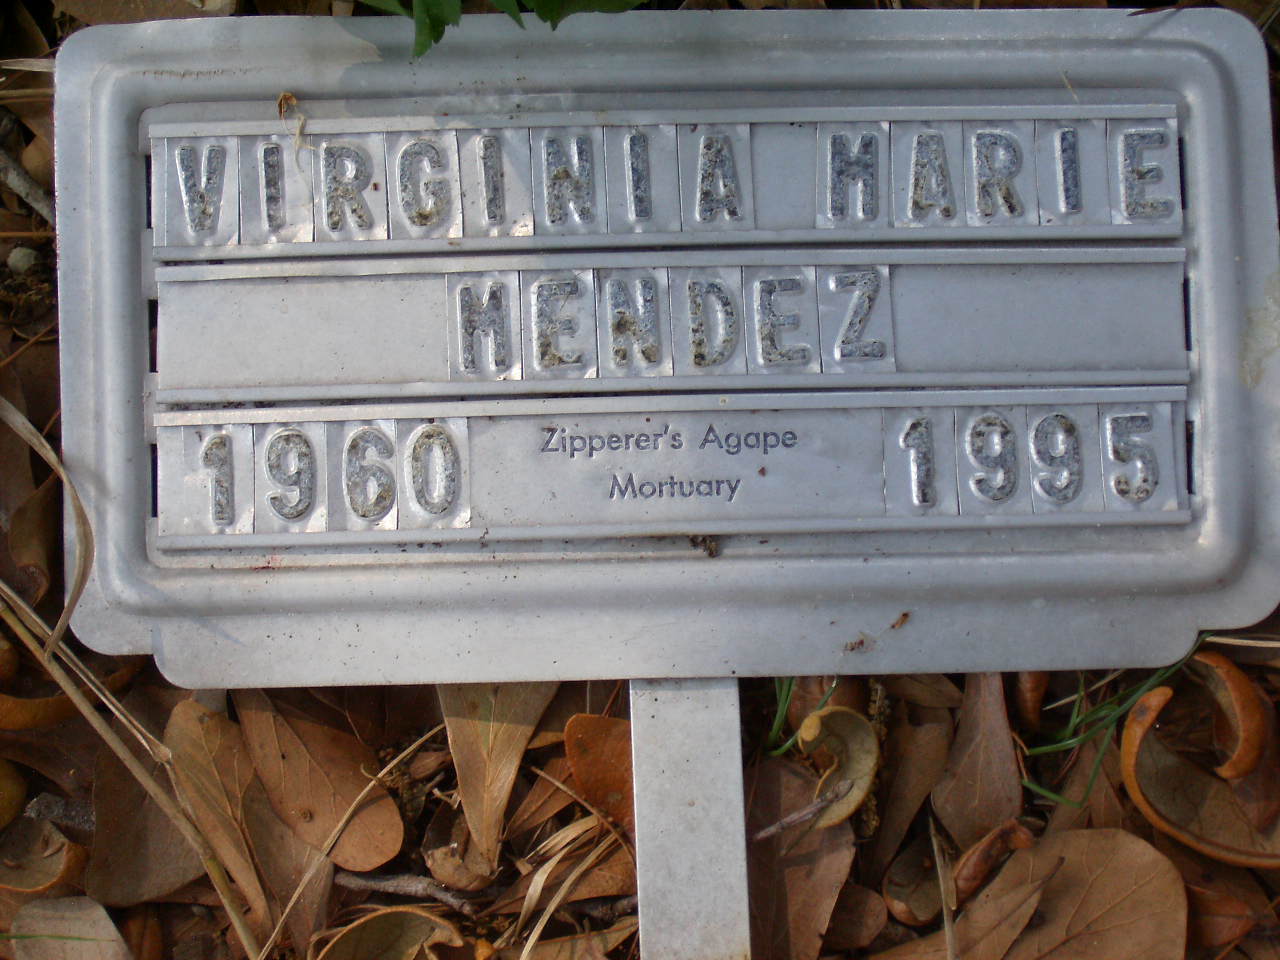 VIRGINIA MARIE
MENDEZ
1960 Zipperer's Agape 1995
Mortuary